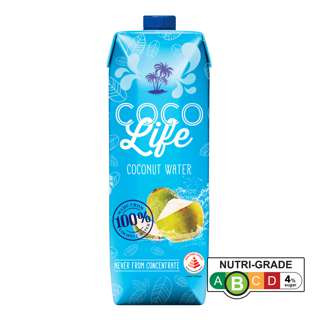 COCO
Life
COCONUT WATER
100%
NEVER FROM CONCENTRATE
NUTRI-GRADE
A B C D 4%
sugar